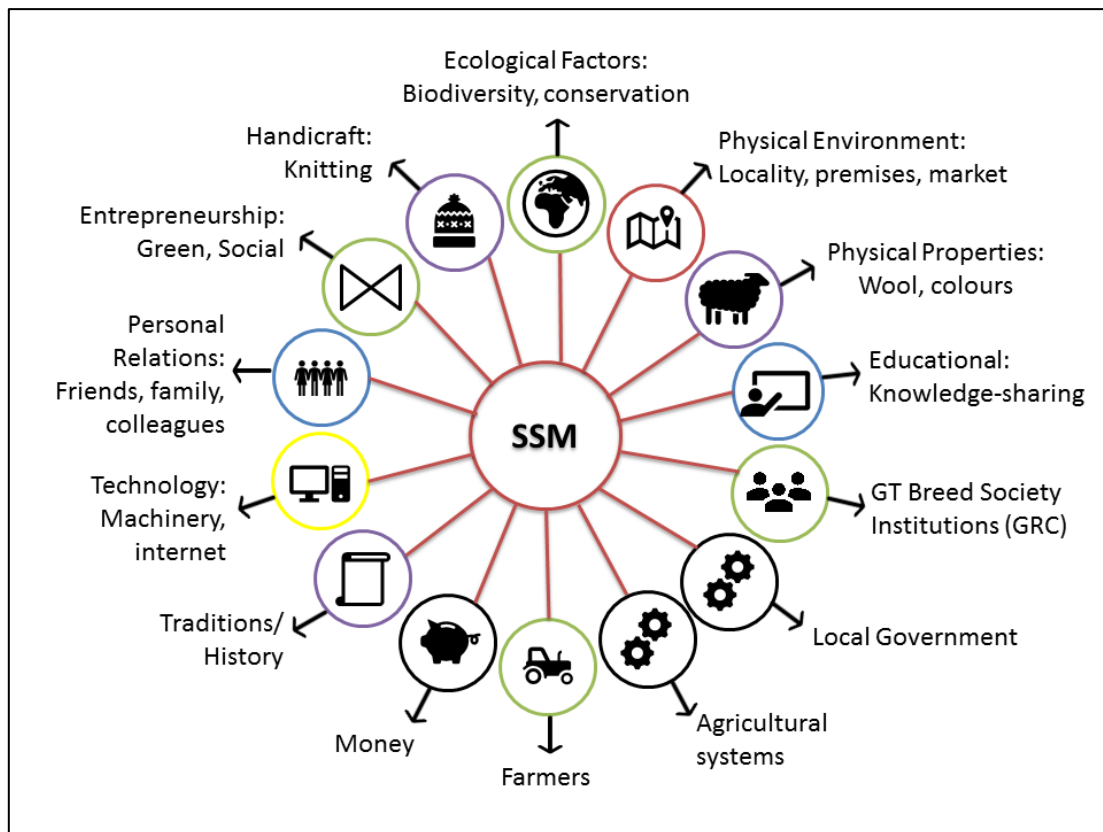 Ecological Factors:
Biodiversity, conservation
Physical Environment:
Locality, premises, market
Physical Properties:
Wool, colours
Educational:
Knowledge-sharing
GT Breed Society
Institutions (GRC)
Local Government
Agricultural
systems
Farmers
Money
Traditions/
History
Technology:
Machinery,
internet
Personal
Relations:
Friends, family,
colleagues
Entrepreneurship:
Green, Social
Handicraft:
Knitting
SSM